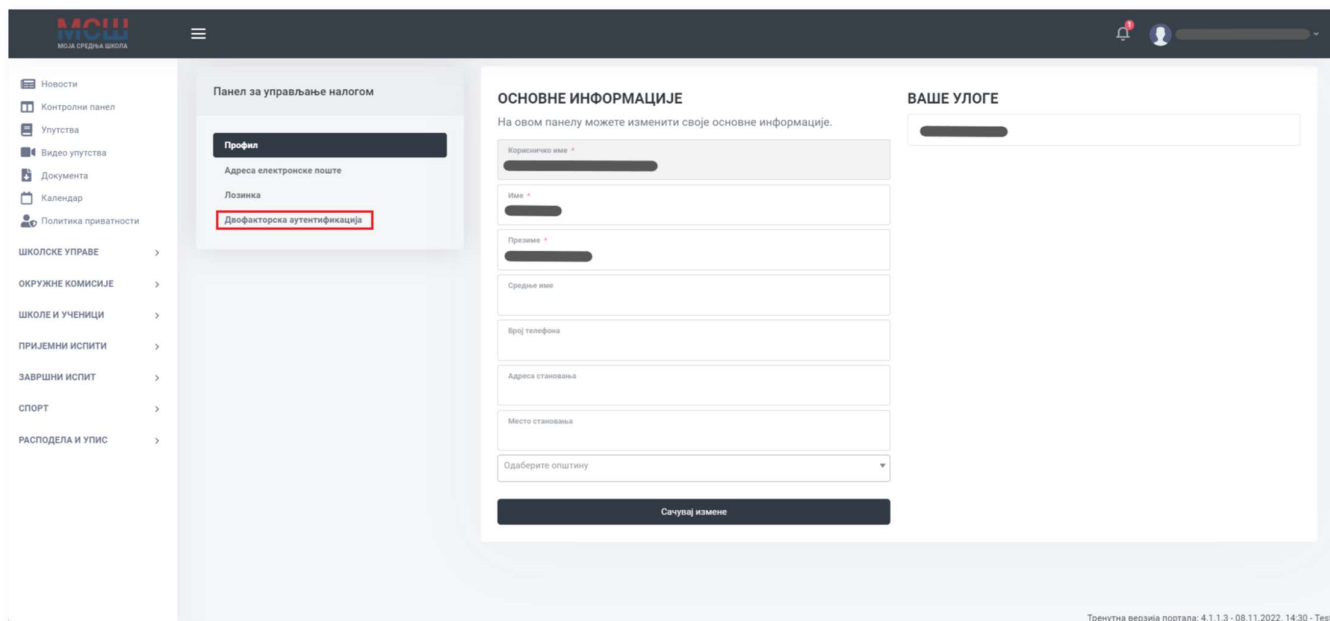 МСШ
МОЈА СРЕДЊА ШКОЛА
1
Новости
Контролни панел
Упутства
Видео упутства
Документа
Календар
Политика приватности
ШКОЛСКЕ УПРАВЕ
ОКРУЖНЕ КОМИСИЈЕ
ШКОЛЕ И УЧЕНИЦИ
ПРИЈЕМНИ ИСПИТИ
ЗАВРШНИ ИСПИТ
СПОРТ
РАСПОДЕЛА И УПИС
Панел за управљање налогом
Профил
Адреса електронске поште
Лозинка
Двофакторска аутентификација
ОСНОВНЕ ИНФОРМАЦИЈЕ
На овом панелу можете изменити своје основне информације.
Корисничко име *
Име *
Презиме *
Средње име
Број телефона
Адреса становања
Место становања
Одаберите општину
Сачувај измене
ВАШЕ УЛОГЕ
Тренутна верзија портала: 4.1.1.3 - 08.11.2022. 14:30 - Test